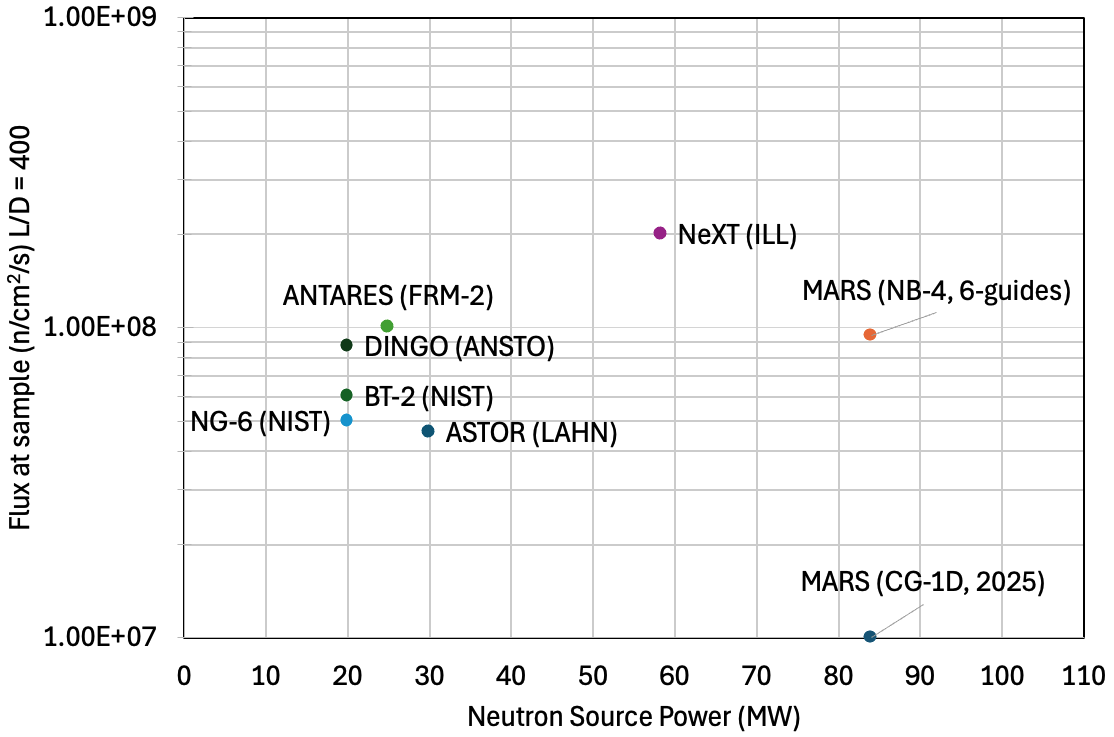 1.00E+09
1.00E+08
1.00E+07
Flux at sample (n/cm²/s) L/D = 400
NeXT (ILL)
MARS (NB-4, 6-guides)
ANTARES (FRM-2)
DINGO (ANSTO)
BT-2 (NIST)
NG-6 (NIST)
ASTOR (LAHN)
MARS (CG-1D, 2025)
0 10 20 30 40 50 60 70 80 90 100 110
Neutron Source Power (MW)